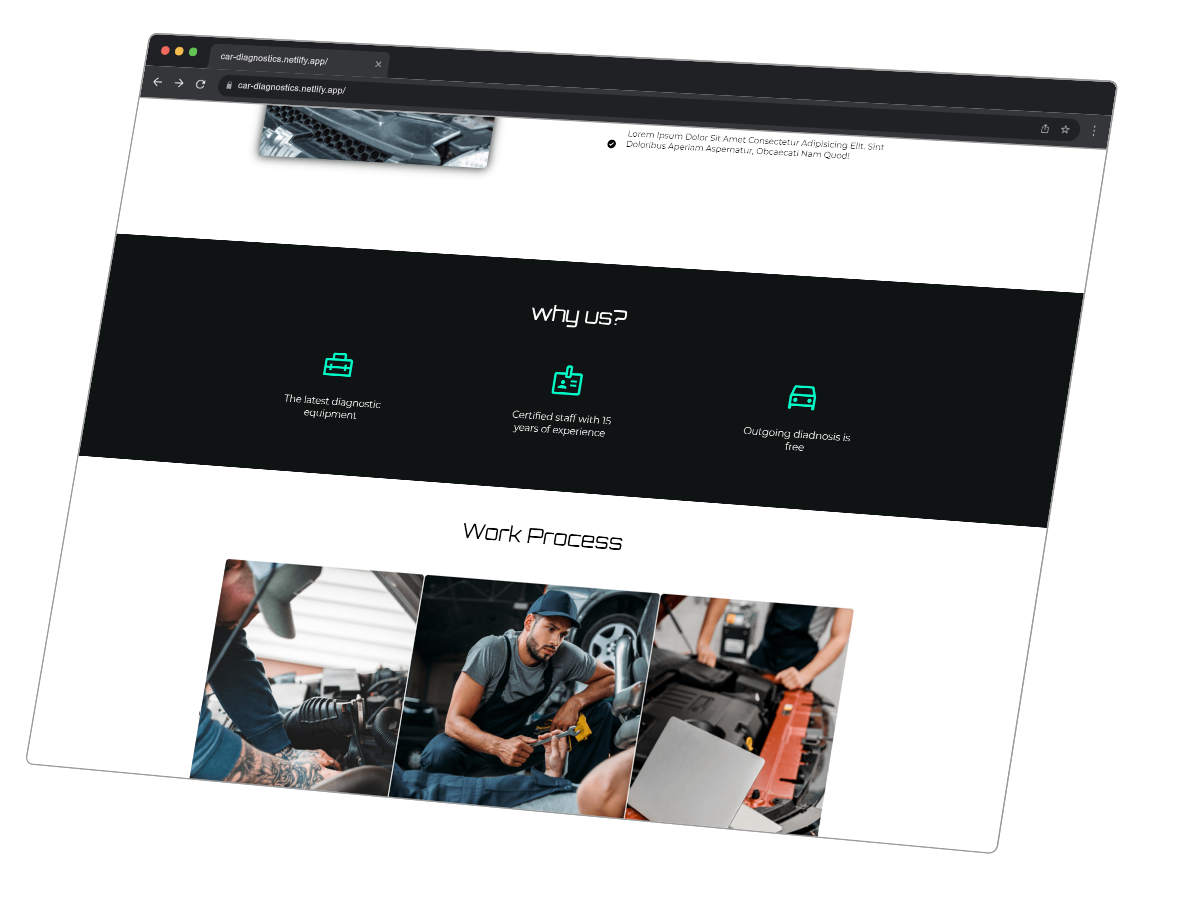 car-diagnostics.netlify.app/
car-diagnostics.netlify.app/
Lorem Ipsum Dolor Sit Amet Consectetur Adipisicing Elit. Sint
Doloribus Aperiam Aspernatur, Obcaecati Nam Quod!
why us?
The latest diagnostic
equipment
Certified staff with 15
years of experience
Outgoing diadnosis is
free
Work Process